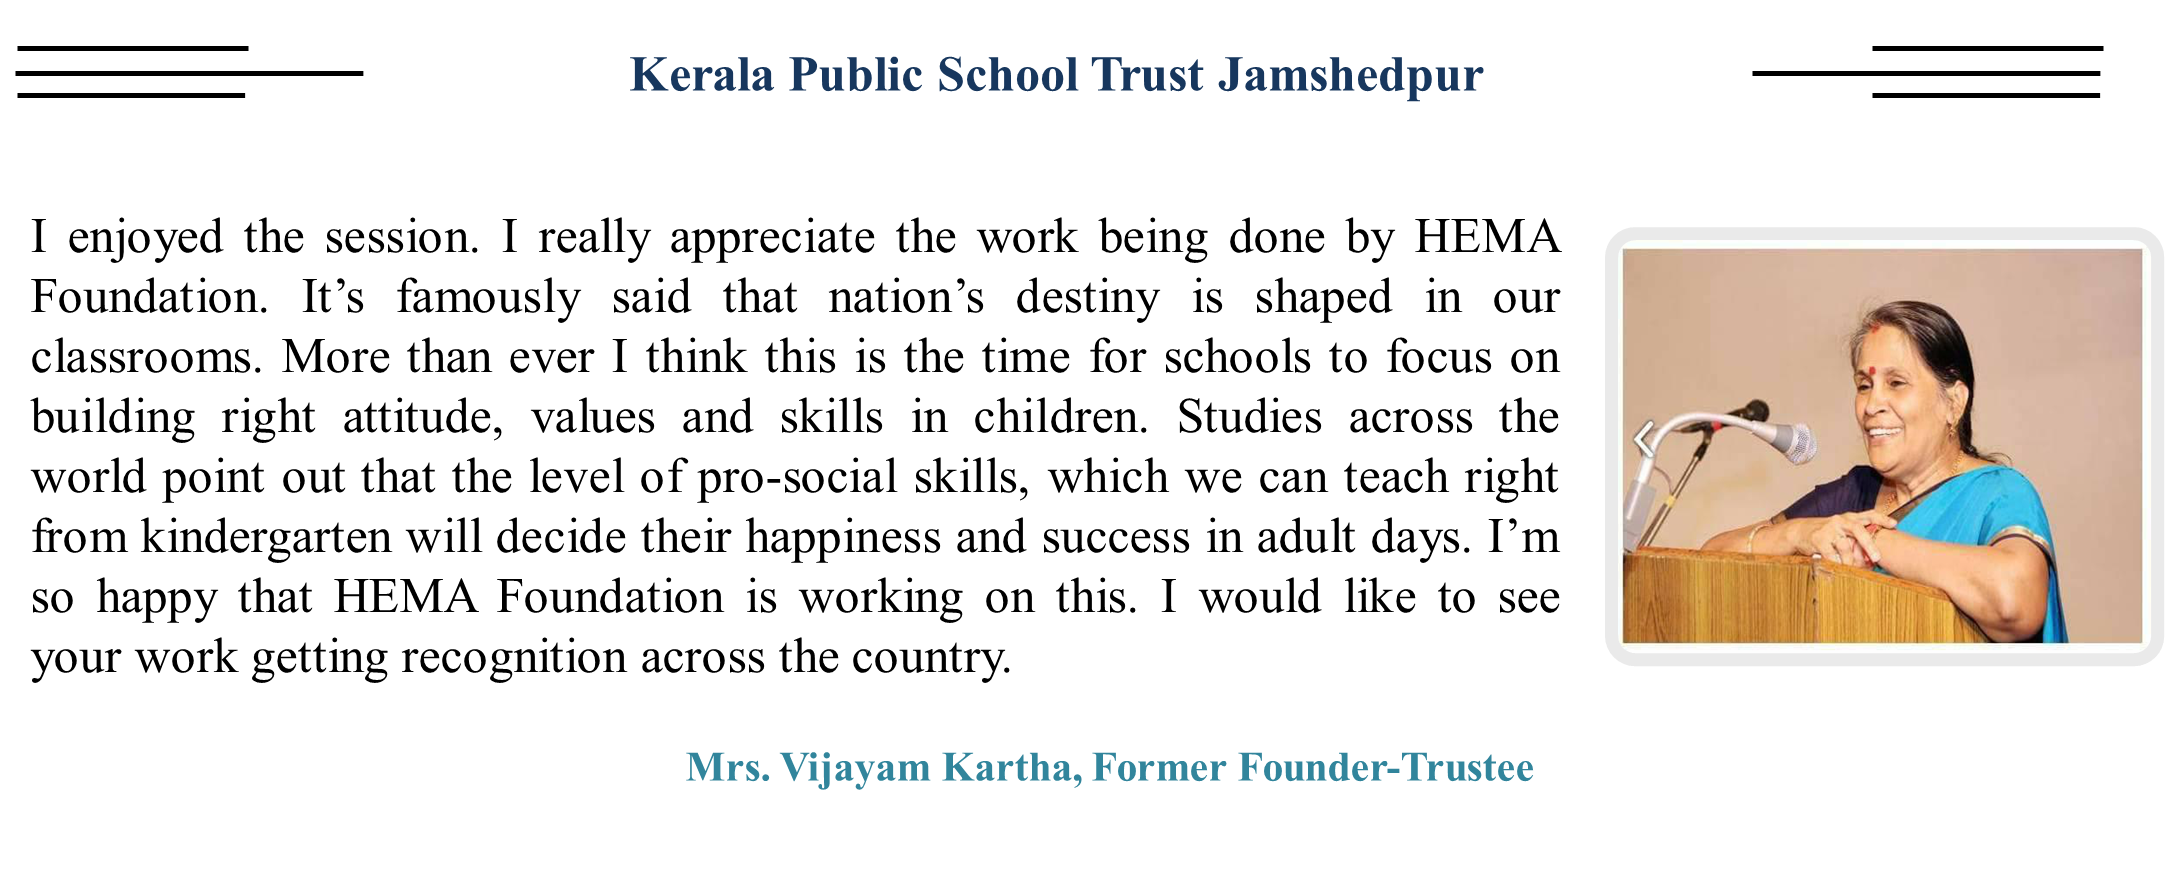 Kerala Public School Trust Jamshedpur
I enjoyed the session. I really appreciate the work being done by HEMA
Foundation. It’s famously said that nation’s destiny is shaped in our
classrooms. More than ever I think this is the time for schools to focus on
building right attitude, values and skills in children. Studies across the
world point out that the level of pro-social skills, which we can teach right
from kindergarten will decide their happiness and success in adult days. I’m
so happy that HEMA Foundation is working on this. I would like to see
your work getting recognition across the country.
Mrs. Vijayam Kartha, Former Founder-Trustee